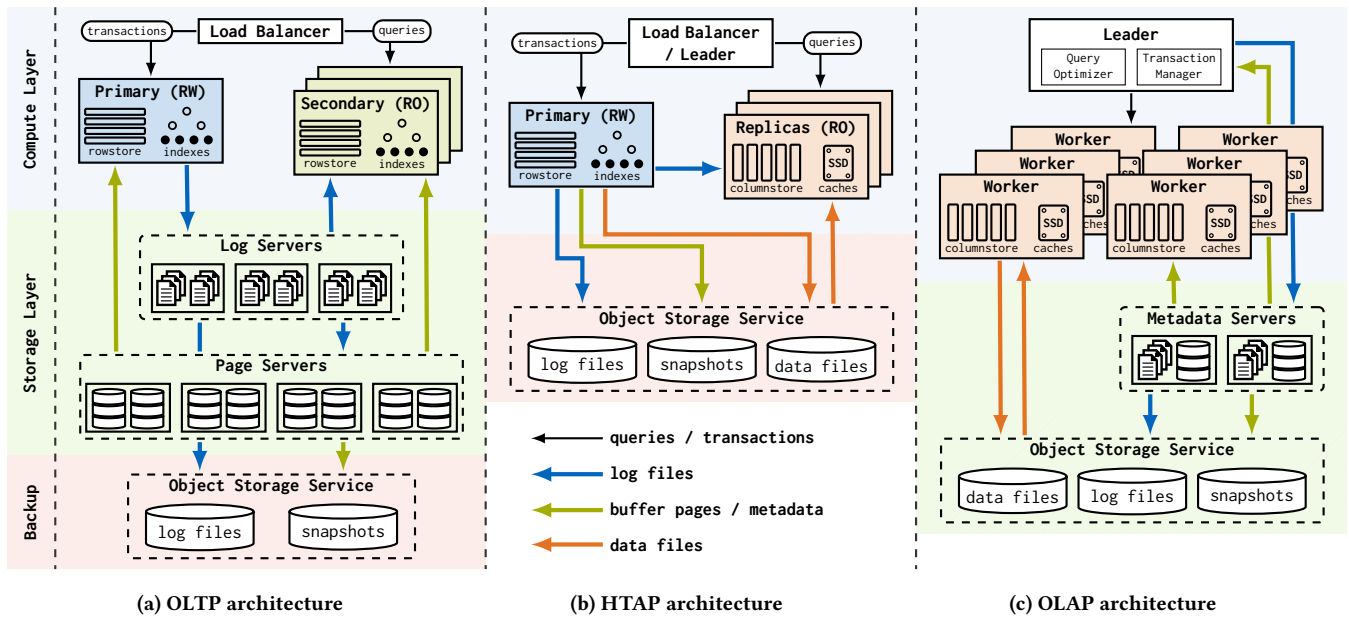 Compute Layer
Storage Layer
Backup
transactions
Load Balancer
queries
Primary (RW)
rowstore
indexes
Secondary (RO)
rowstore
indexes
Log Servers
Page Servers
Object Storage Service
log files
snapshots
(a) OLTP architecture
transactions
Load Balancer
/ Leader
queries
Primary (RW)
rowstore
indexes
Replicas (RO)
SSD
columnstore
caches
Object Storage Service
log files
snapshots
data files
queries / transactions
log files
buffer pages / metadata
data files
(b) HTAP architecture
Leader
Query
Optimizer
Transaction
Manager
Worker
Worker
Worker
Worker
Worker
Worker
SSD
columnstore
caches
SSD
columnstore
caches
Metadata Servers
Object Storage Service
data files
log files
snapshots
(c) OLAP architecture